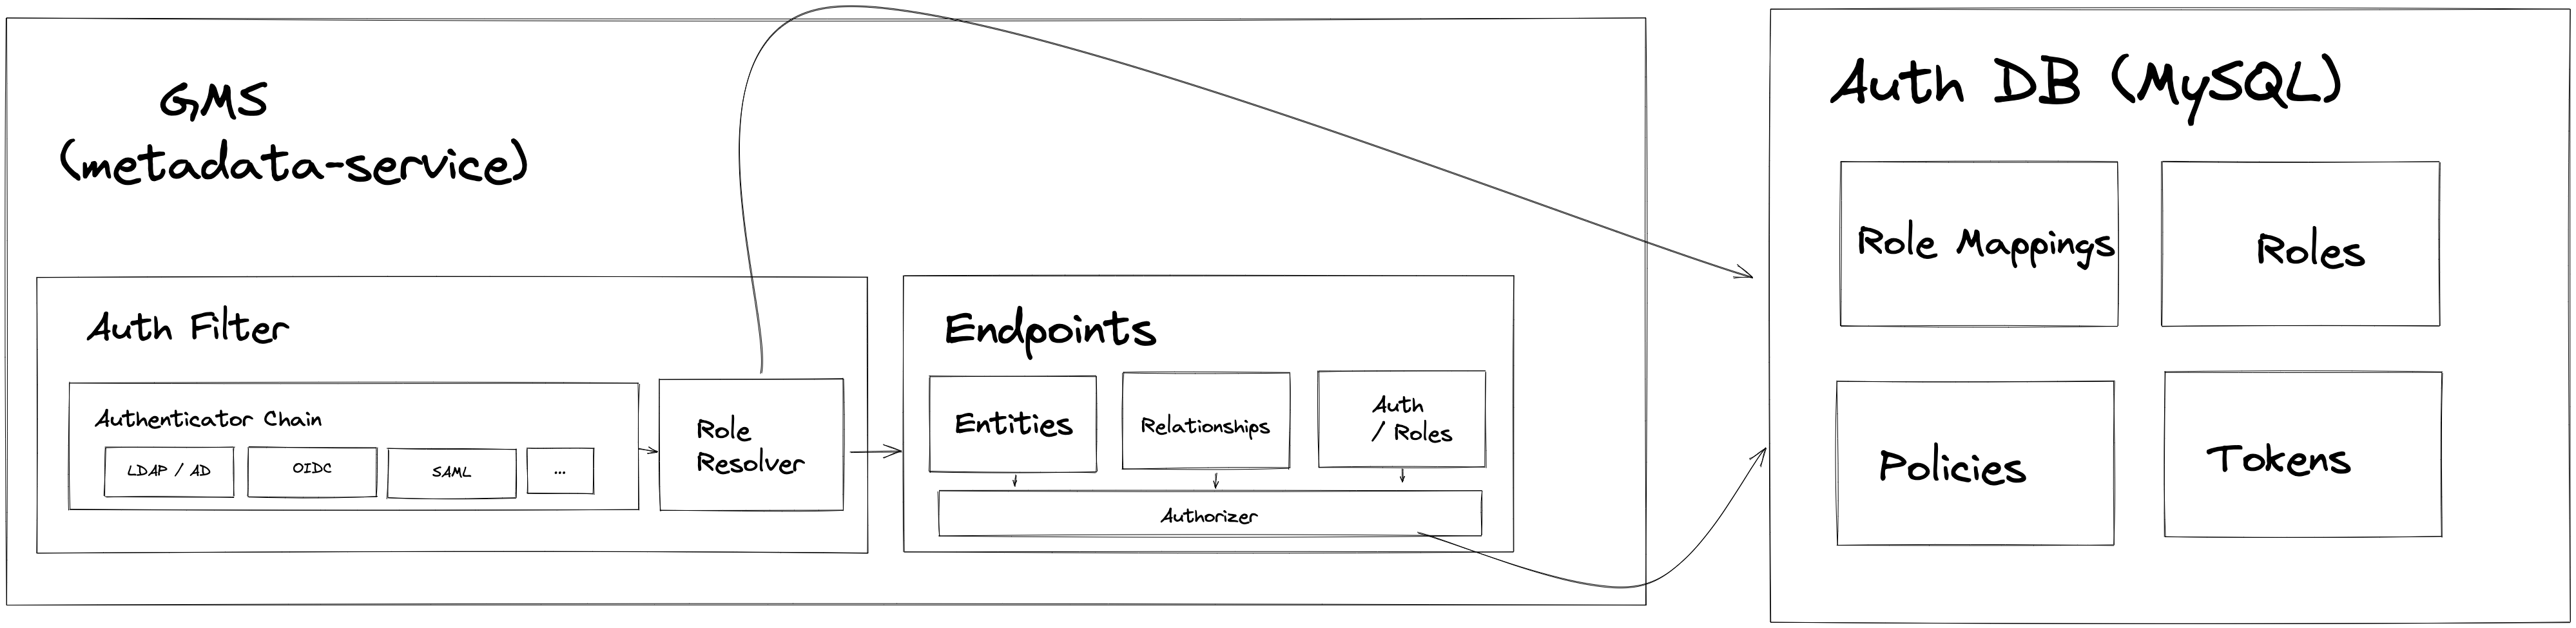 GMS
(metadata-service)
Auth Filter
Authenticator Chain
LDAP / AD
OIDC
SAML
...
Role
Resolver
Endpoints
Entities
Relationships
Auth
/ Roles
Authorizer
Auth DB (MySQL)
Role Mappings
Roles
Policies
Tokens